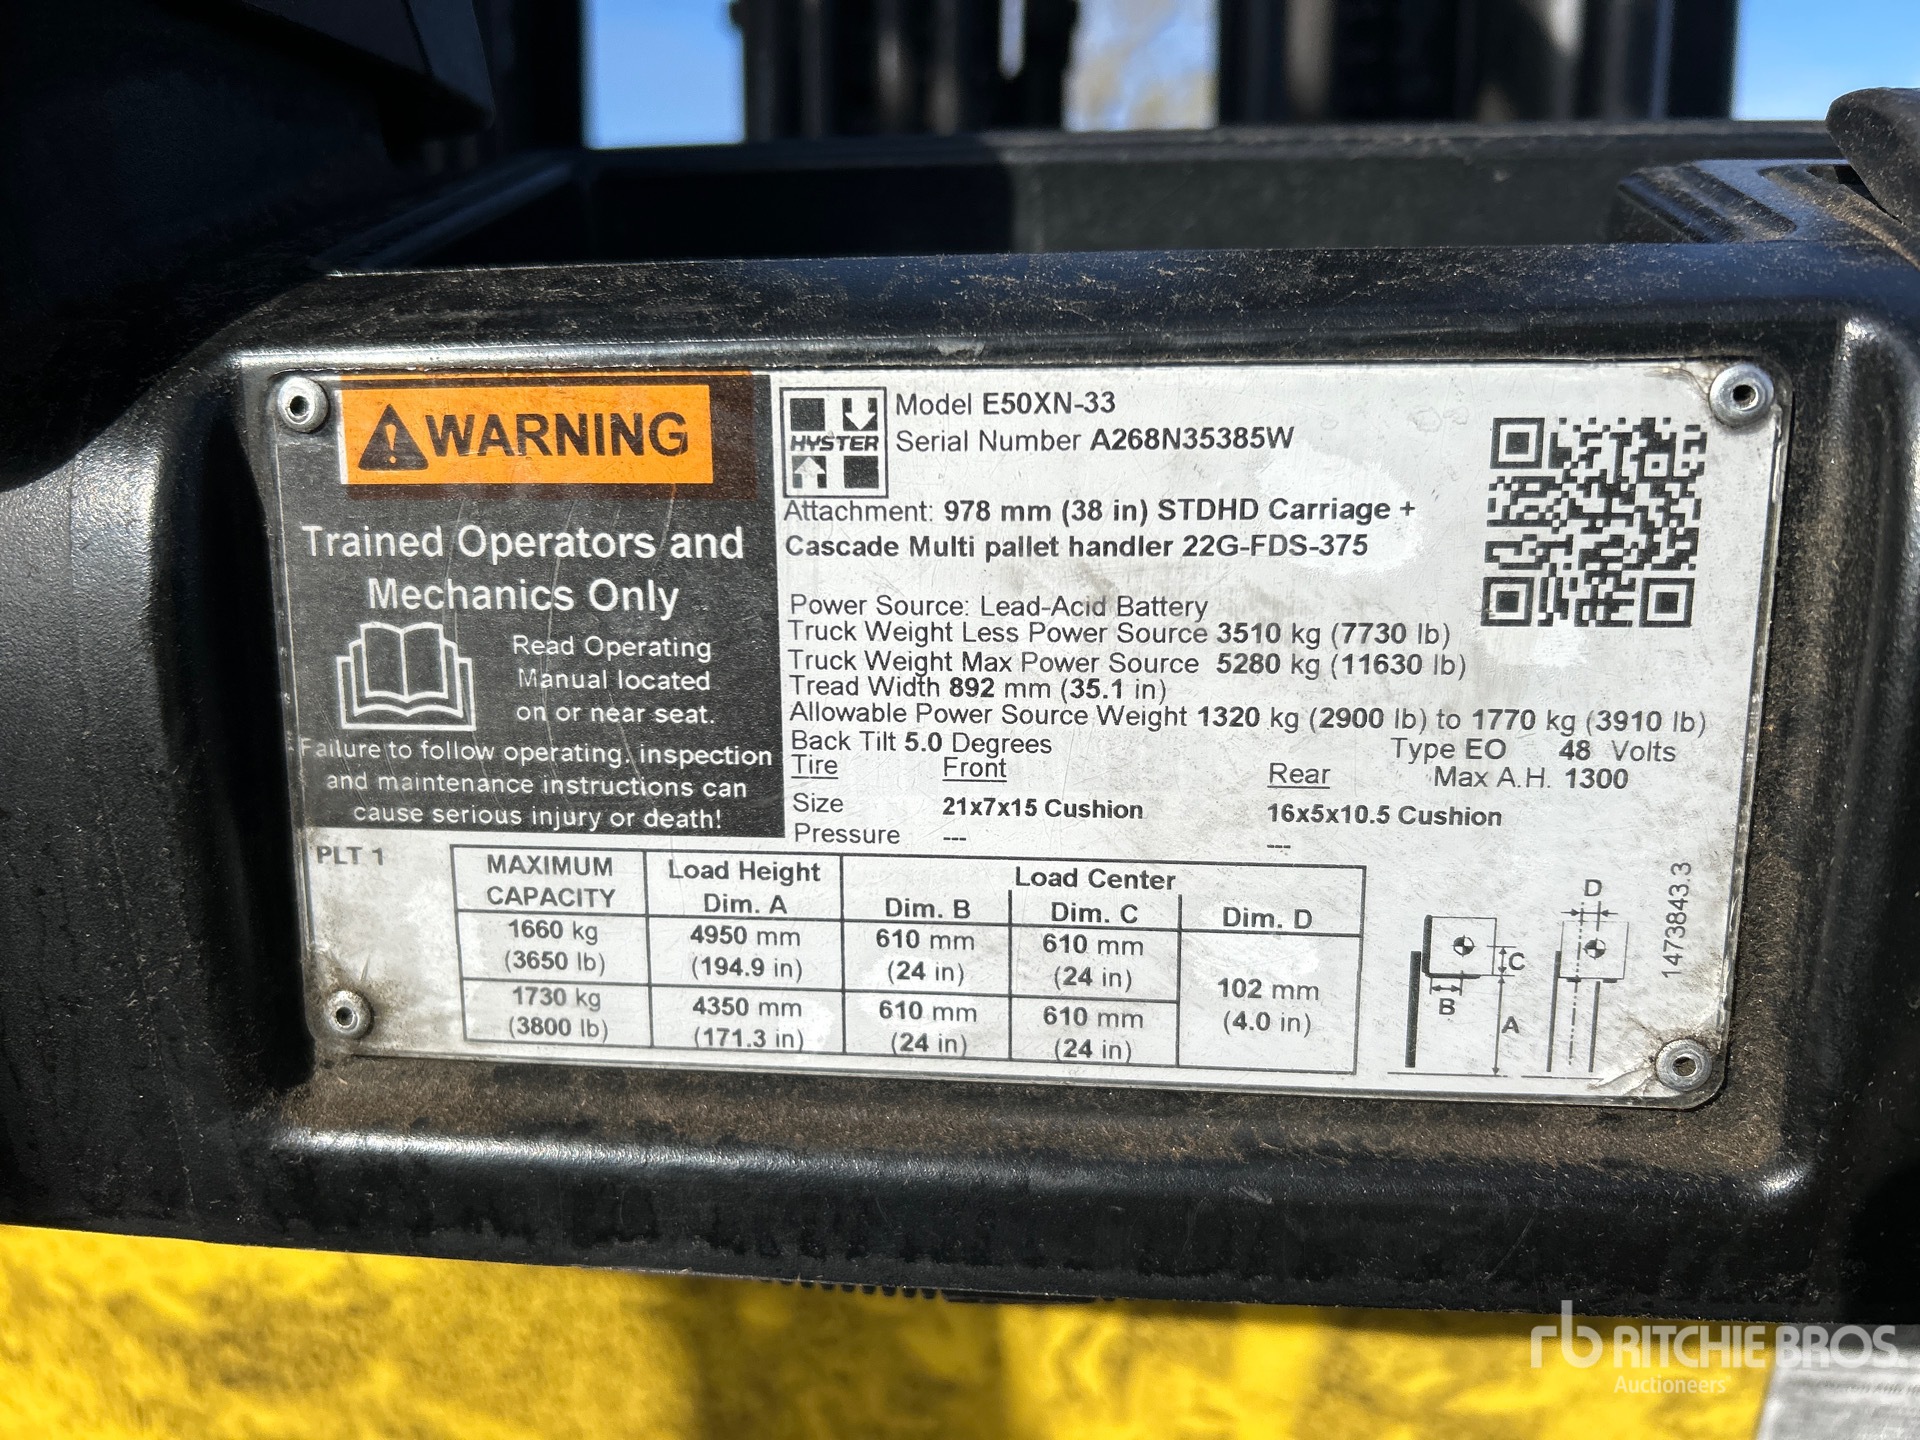 WARNING
Trained Operators and
Mechanics Only
Read Operating
Manual located
on or near seat.
Failure to follow operating, inspection
and maintenance instructions can
cause serious injury or death!
HYSTER
Model E50XN-33
Serial Number A268N35385W
Attachment: 978 mm (38 in) STDHD Carriage +
Cascade Multi pallet handler 22G-FDS-375
Power Source: Lead-Acid Battery
Truck Weight Less Power Source 3510 kg (7730 lb)
Truck Weight Max Power Source 5280 kg (11630 lb)
Tread Width 892 mm (35.1 in)
Allowable Power Source Weight 1320 kg (2900 lb) to 1770 kg (3910 lb)
Back Tilt 5.0 Degrees Type EO 48 Volts
Tire Front Rear Max A.H. 1300
Size 21x7x15 Cushion 16x5x10.5 Cushion
Pressure --- ---
PLT 1
MAXIMUM CAPACITY Load Height Dim. A Load Center
Dim. B Dim. C Dim. D
1660 kg 4950 mm 610 mm 610 mm
(3650 lb) (194.9 in) (24 in) (24 in)
102 mm
(4.0 in)
1730 kg 4350 mm 610 mm 610 mm
(3800 lb) (171.3 in) (24 in) (24 in)
D
C
B
A
1473843.3
rb RITCHIE BROS.
Auctioneers